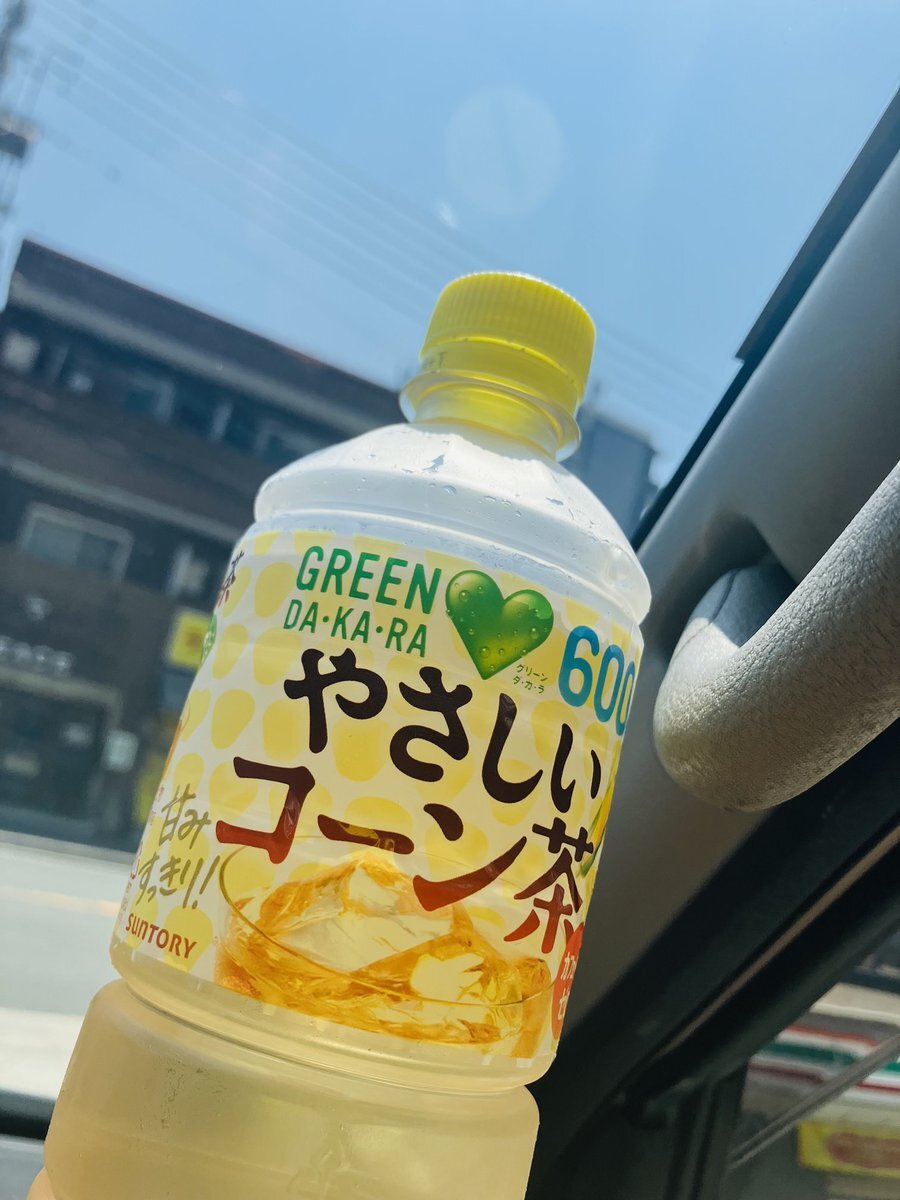 GREEN
DA・KA・RA
グリーン
ダ・カ・ラ
600
やさしい
コーン茶
甘み
すっきり!
SUNTORY
茶